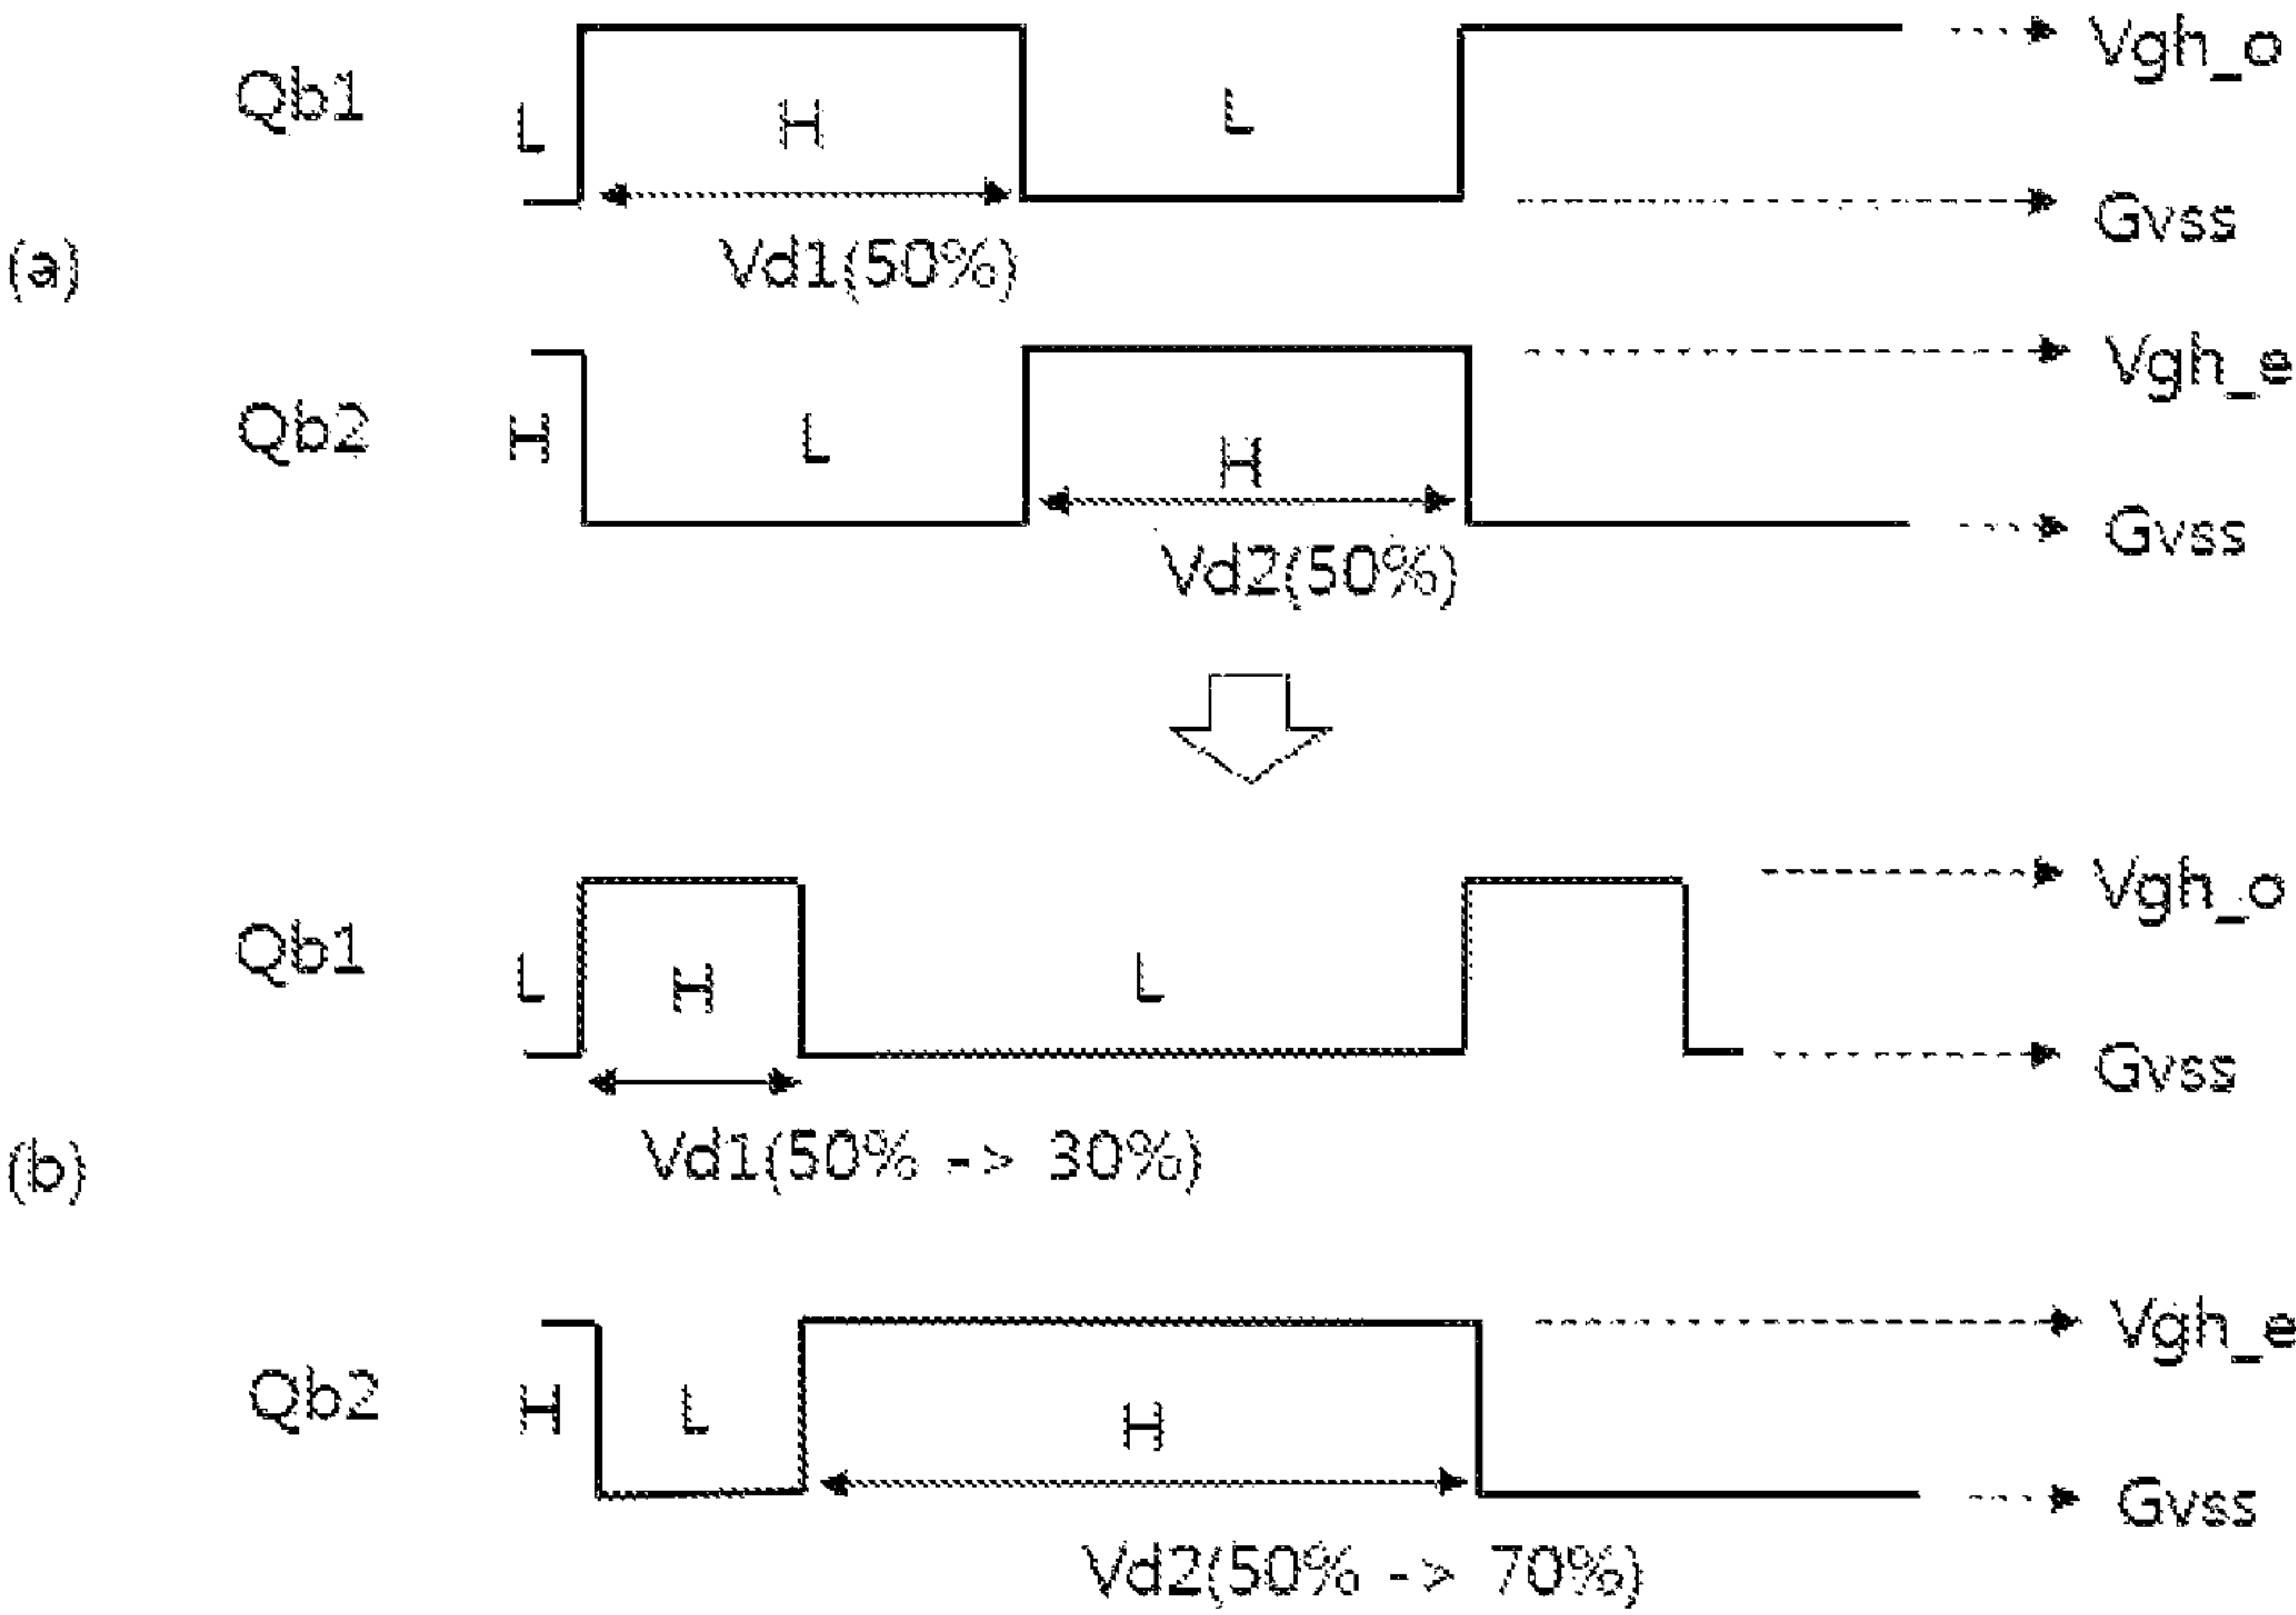 Qb1 L H L Vgh_o
Gvss
(a) Vd1(50%)
Qb2 H L H Vgh_e
Gvss
Vd2(50%)
Qb1 L H L Vgh_o
Gvss
(b) Vd1(50% -> 30%)
Qb2 H L H Vgh_e
Gvss
Vd2(50% -> 70%)